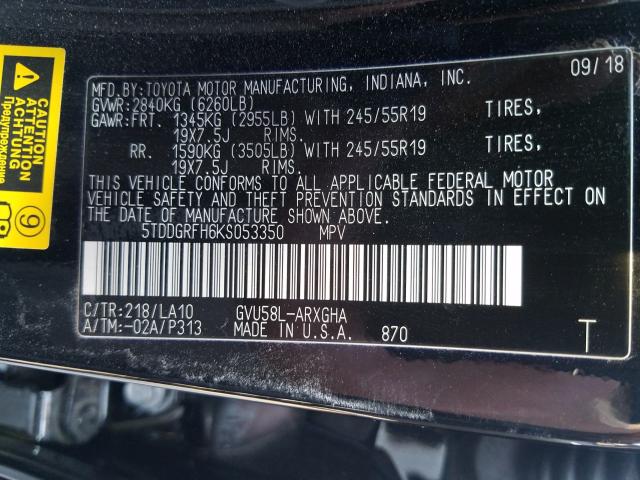 CAUTION
ATTENTION
ACHTUNG
Предупреждение
9
MFD.BY:TOYOTA MOTOR MANUFACTURING, INDIANA, INC. 09/18
GVWR:2840KG (6260LB)
GAWR:FRT. 1345KG (2955LB) WITH 245/55R19 TIRES,
19X7.5J RIMS.
RR. 1590KG (3505LB) WITH 245/55R19 TIRES,
19X7.5J RIMS.
THIS VEHICLE CONFORMS TO ALL APPLICABLE FEDERAL MOTOR
VEHICLE SAFETY AND THEFT PREVENTION STANDARDS IN EFFECT
ON THE DATE OF MANUFACTURE SHOWN ABOVE.
5TDDGRFH6KS053350 MPV
C/TR:218/LA10 GVU58L-ARXGHA
A/TM:-02A/P313 MADE IN U.S.A. 870 T